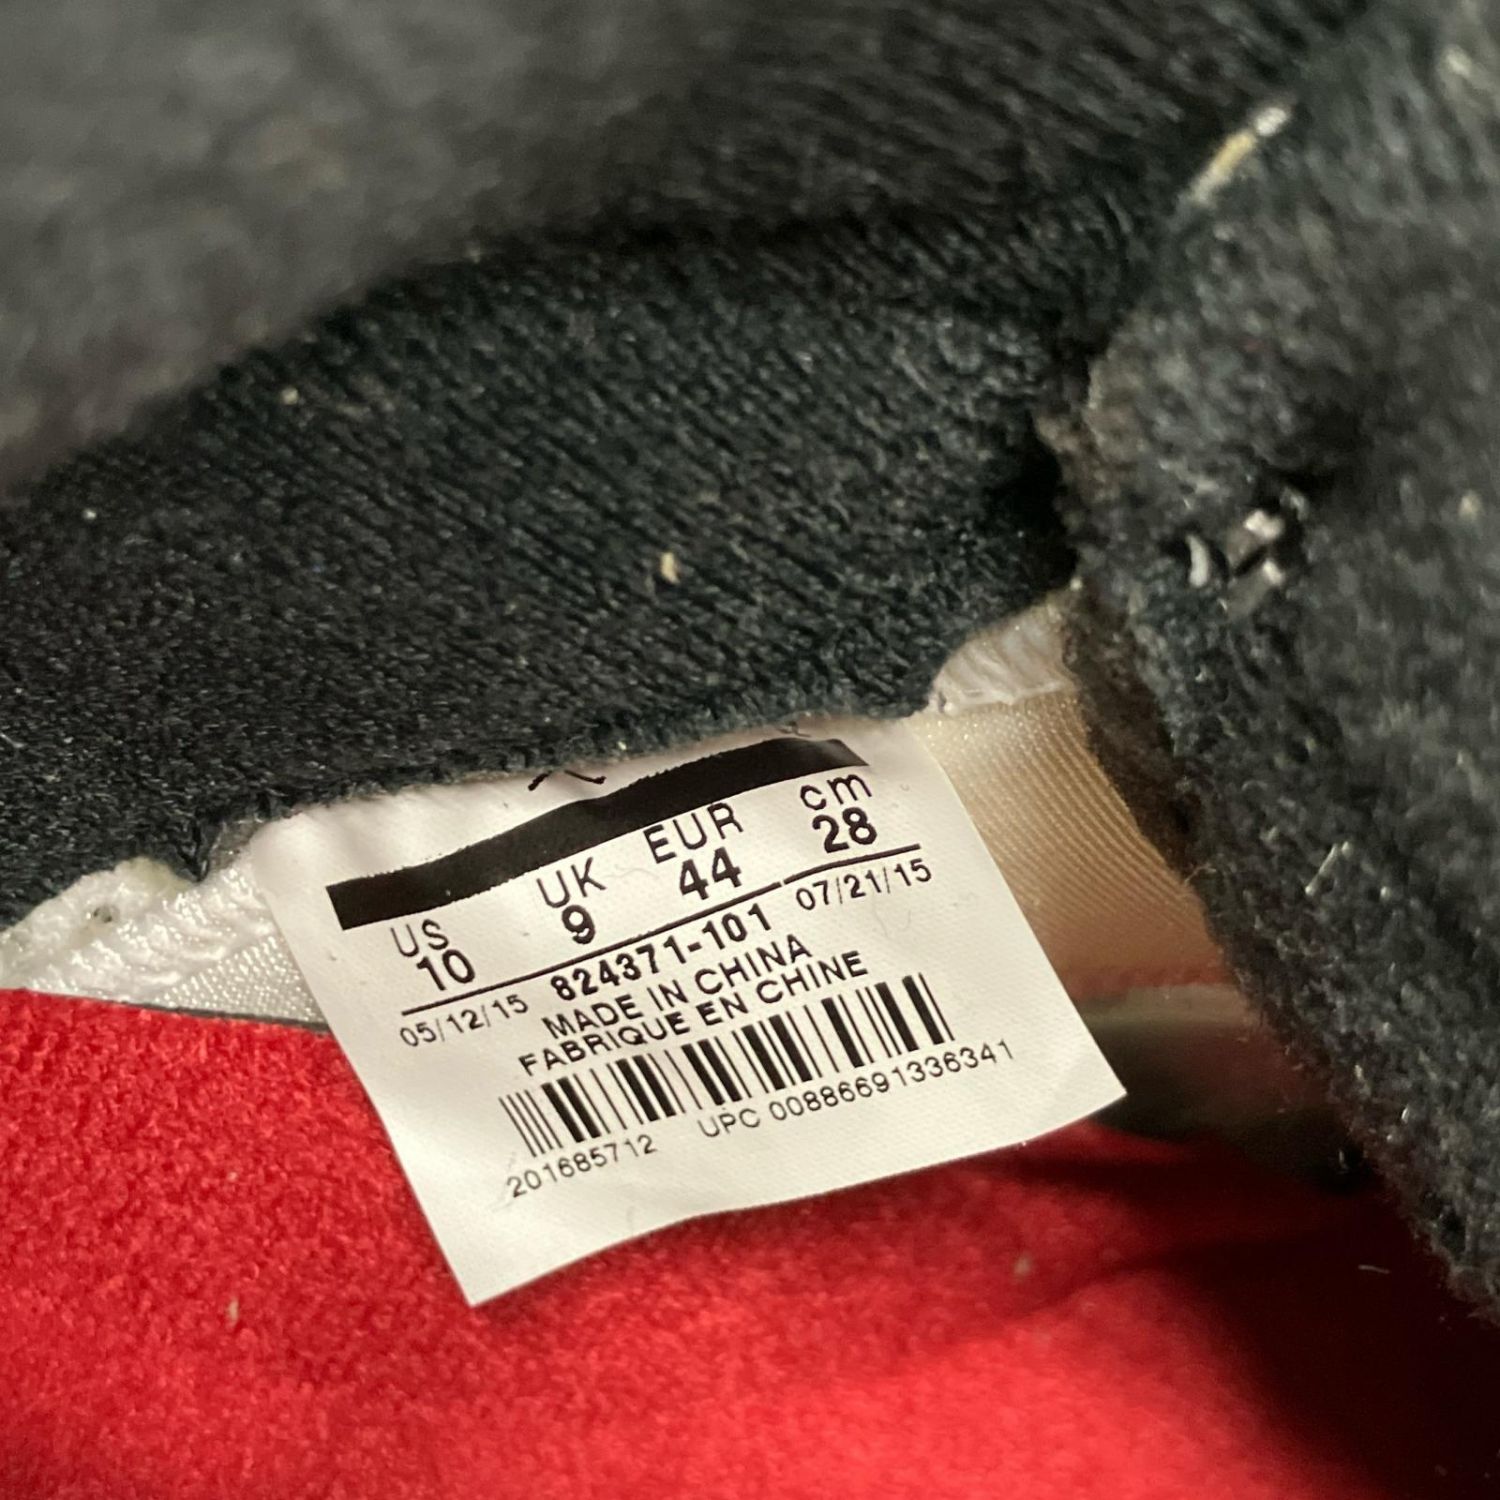 US UK EUR cm
10 9 44 28
05/12/15 824371-101 07/21/15
MADE IN CHINA
FABRIQUE EN CHINE
201685712 UPC 00886691336341